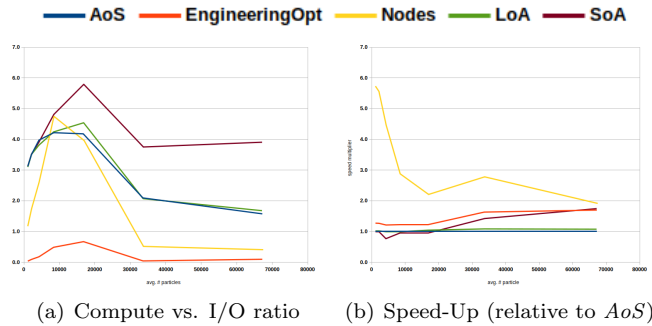 AoS EngineeringOpt Nodes LoA SoA
7.0
6.0
5.0
4.0
3.0
2.0
1.0
0.0
0 10000 20000 30000 40000 50000 60000 70000 80000
avg. # particles
speed multiplier
7.0
6.0
5.0
4.0
3.0
2.0
1.0
0.0
0 10000 20000 30000 40000 50000 60000 70000 80000
avg. # particles
(a) Compute vs. I/O ratio
(b) Speed-Up (relative to AoS)